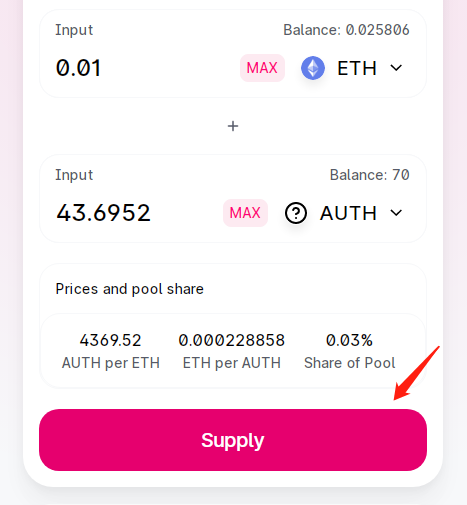 Input Balance: 0.025806
0.01 MAX ETH
+
Input Balance: 70
43.6952 MAX ? AUTH
Prices and pool share
4369.52 0.000228858 0.03%
AUTH per ETH ETH per AUTH Share of Pool
Supply